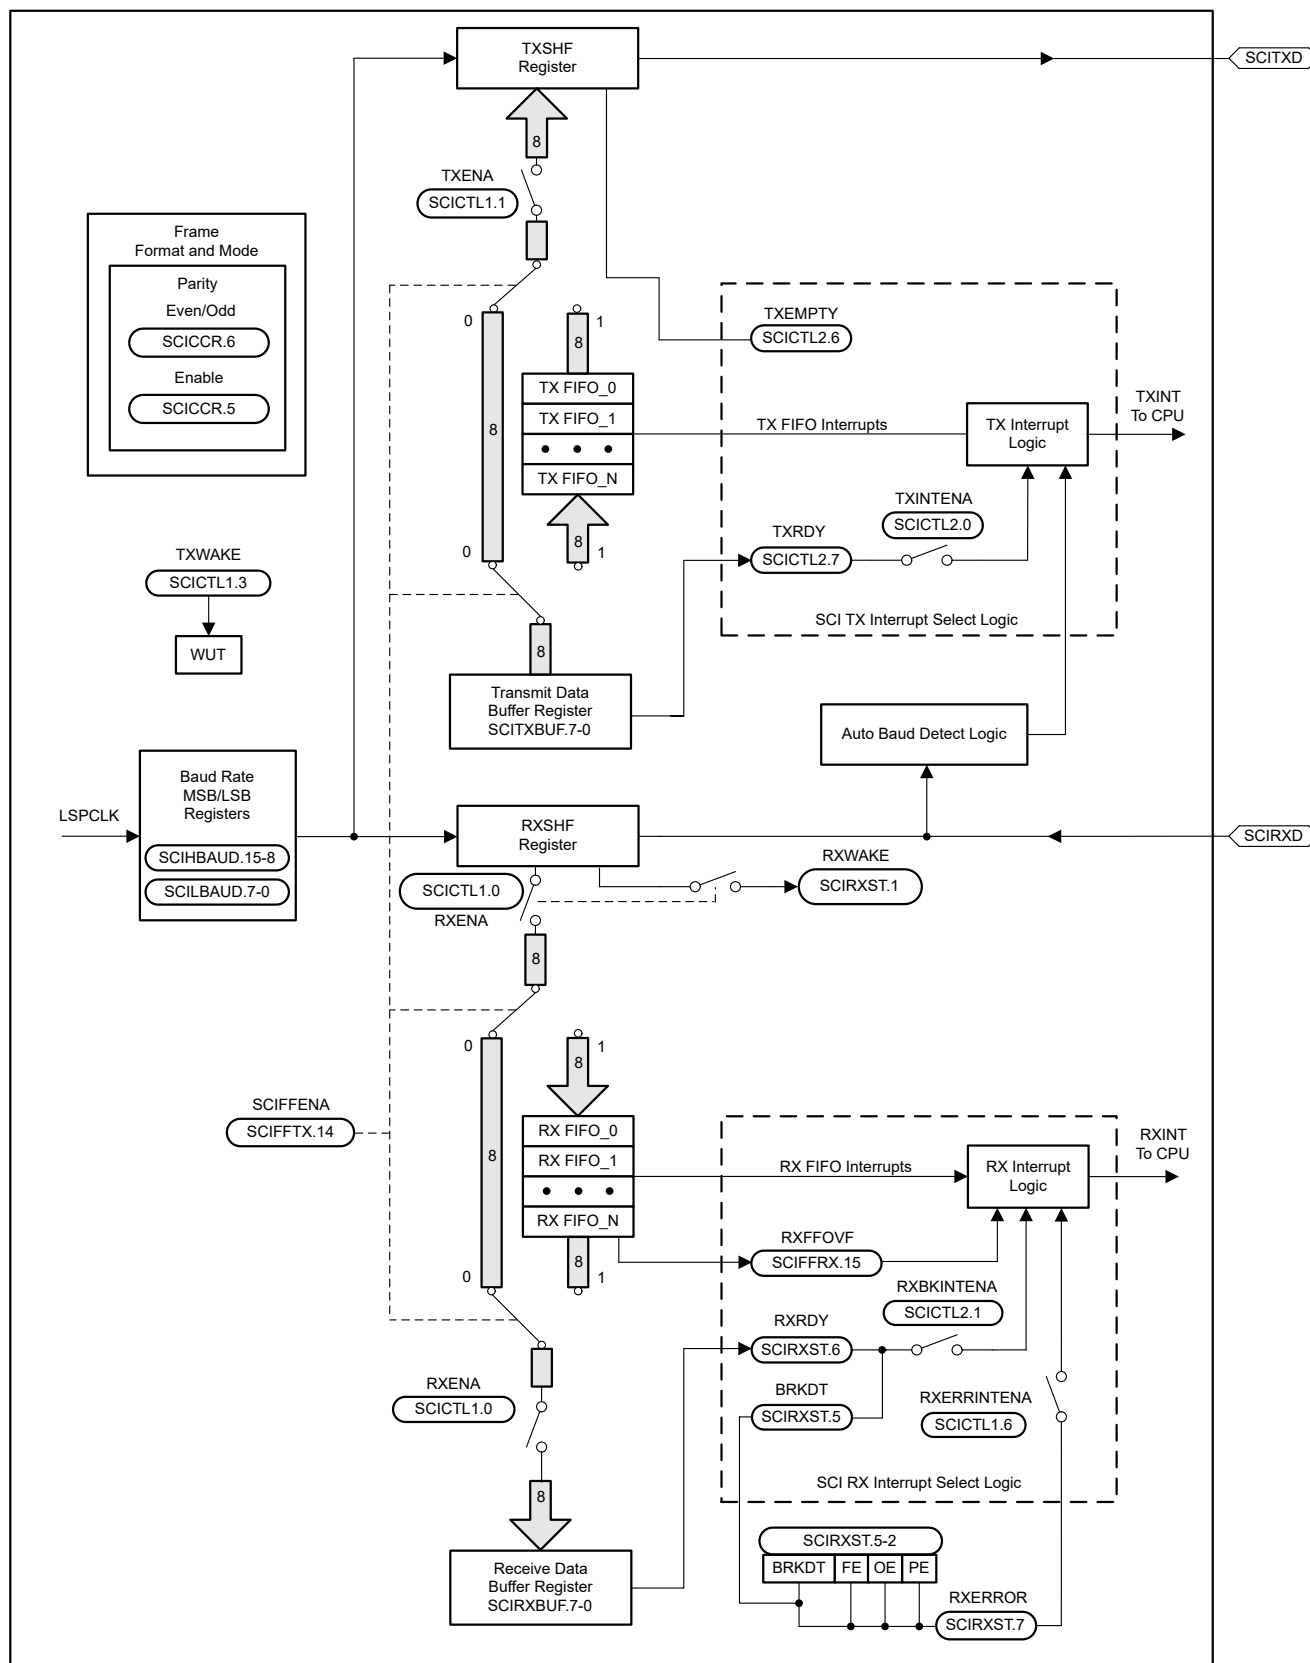 TXSHF
Register
SCITXD
8
TXENA
SCICTL1.1
Frame
Format and Mode
Parity
Even/Odd
SCICCR.6
Enable
SCICCR.5
0
1
8
8
TX FIFO_0
TX FIFO_1
TX FIFO_N
0
8
1
8
TXEMPTY
SCICTL2.6
TX FIFO Interrupts
TX Interrupt
Logic
TXINT
To CPU
TXINTENA
SCICTL2.0
TXRDY
SCICTL2.7
SCI TX Interrupt Select Logic
TXWAKE
SCICTL1.3
WUT
Transmit Data
Buffer Register
SCITXBUF.7-0
Auto Baud Detect Logic
Baud Rate
MSB/LSB
Registers
SCIHBAUD.15-8
SCILBAUD.7-0
LSPCLK
RXSHF
Register
SCIRXD
SCICTL1.0
RXENA
RXWAKE
SCIRXST.1
8
0
1
8
8
RX FIFO_0
RX FIFO_1
RX FIFO_N
0
8
1
SCIFFENA
SCIFFTX.14
RX FIFO Interrupts
RX Interrupt
Logic
RXINT
To CPU
RXFFOVF
SCIFFRX.15
RXBKINTENA
SCICTL2.1
RXRDY
SCIRXST.6
BRKDT
SCIRXST.5
RXERRINTENA
SCICTL1.6
SCI RX Interrupt Select Logic
RXENA
SCICTL1.0
8
Receive Data
Buffer Register
SCIRXBUF.7-0
SCIRXST.5-2
BRKDT FE OE PE
RXERROR
SCIRXST.7